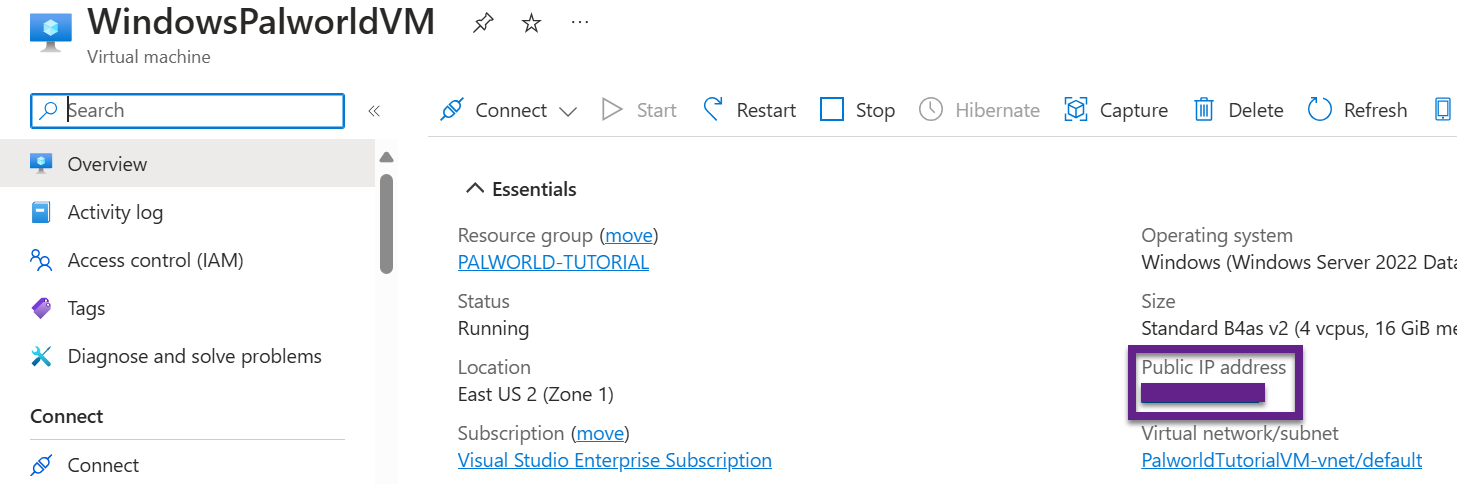 WindowsPalworldVM
Virtual machine
Search
Connect Start Restart Stop Hibernate Capture Delete Refresh
Overview
Activity log
Access control (IAM)
Tags
Diagnose and solve problems
Connect
Connect
Essentials
Resource group (move)
PALWORLD-TUTORIAL
Status
Running
Location
East US 2 (Zone 1)
Subscription (move)
Visual Studio Enterprise Subscription
Operating system
Windows (Windows Server 2022 Data
Size
Standard B4as v2 (4 vcpus, 16 GiB me
Public IP address
Virtual network/subnet
PalworldTutorialVM-vnet/default